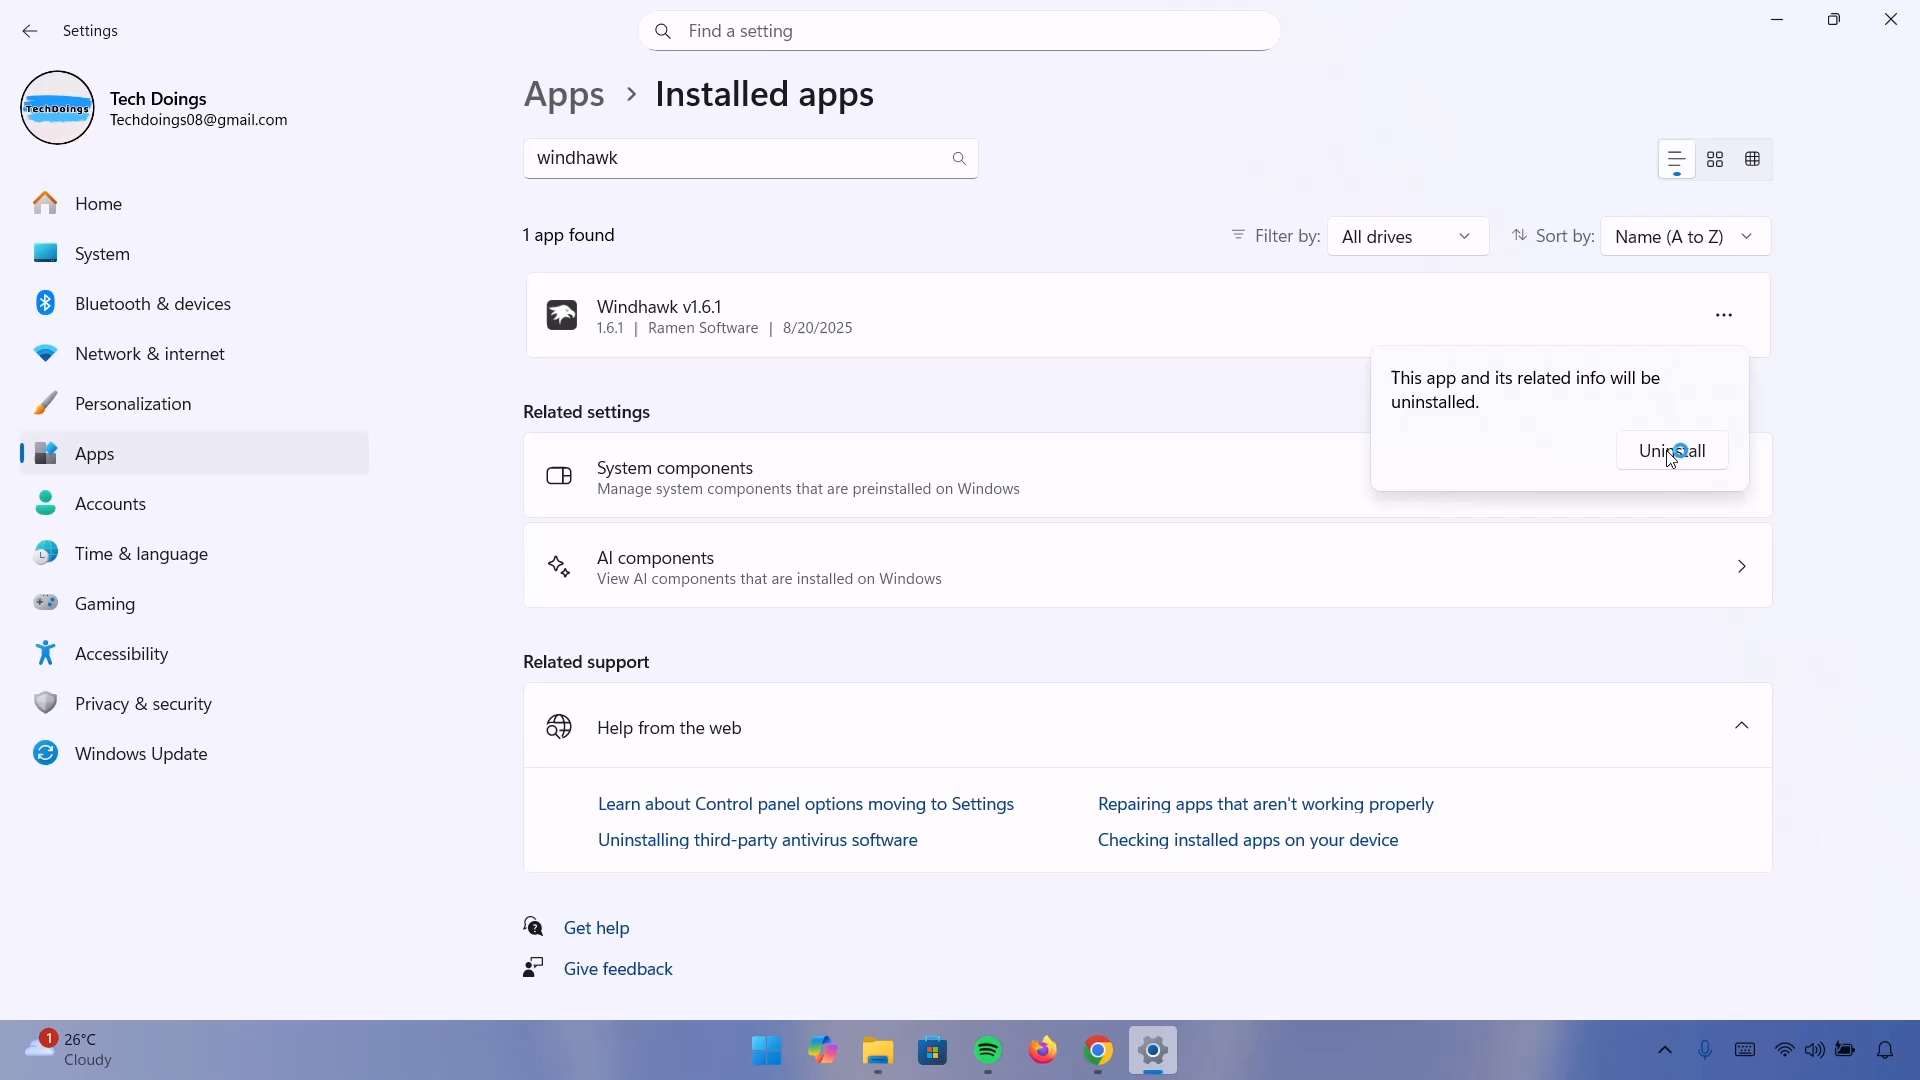 Settings
Find a setting
TechDoings
Tech Doings
Techdoings08@gmail.com
Home
System
Bluetooth & devices
Network & internet
Personalization
Apps
Accounts
Time & language
Gaming
Accessibility
Privacy & security
Windows Update
Apps > Installed apps
windhawk
1 app found
Filter by: All drives
Sort by: Name (A to Z)
Windhawk v1.6.1
1.6.1 | Ramen Software | 8/20/2025
This app and its related info will be
uninstalled.
Uninstall
Related settings
System components
Manage system components that are preinstalled on Windows
AI components
View AI components that are installed on Windows
Related support
Help from the web
Learn about Control panel options moving to Settings
Repairing apps that aren't working properly
Uninstalling third-party antivirus software
Checking installed apps on your device
Get help
Give feedback
1
26°C
Cloudy